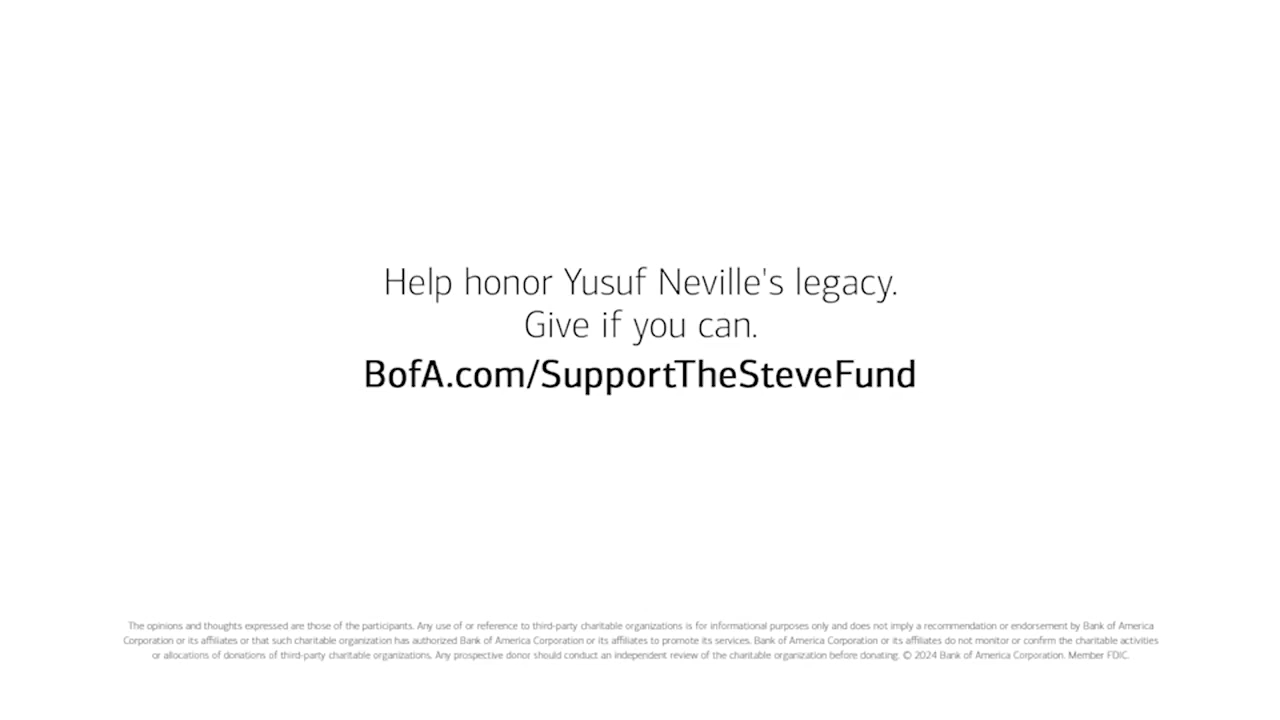 Help honor Yusuf Neville's legacy.
Give if you can.
BofA.com/SupportTheSteveFund
The opinions and thoughts expressed are those of the participants. Any use of or reference to third-party charitable organizations is for informational purposes only and does not imply a recommendation or endorsement by Bank of America
Corporation or its affiliates or that such charitable organization has authorized Bank of America Corporation or its affiliates to promote its services. Bank of America Corporation or its affiliates do not monitor or confirm the charitable activities
or allocations of donations of third-party charitable organizations. Any prospective donor should conduct an independent review of the charitable organization before donating. © 2024 Bank of America Corporation. Member FDIC.